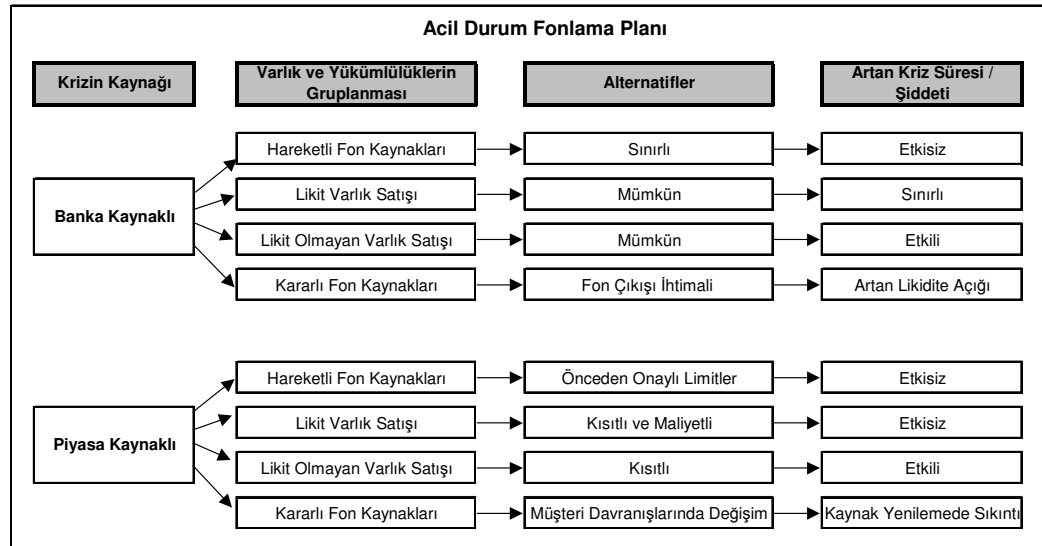 Acil Durum Fonlama Planı
Krizin Kaynağı
Varlık ve Yükümlülüklerin
Gruplanması
Alternatifler
Artan Kriz Süresi /
Şiddeti
Banka Kaynaklı
Hareketli Fon Kaynakları
Sınırlı
Etkisiz
Likit Varlık Satışı
Mümkün
Sınırlı
Likit Olmayan Varlık Satışı
Mümkün
Etkili
Kararlı Fon Kaynakları
Fon Çıkışı İhtimali
Artan Likidite Açığı
Piyasa Kaynaklı
Hareketli Fon Kaynakları
Önceden Onaylı Limitler
Etkisiz
Likit Varlık Satışı
Kısıtlı ve Maliyetli
Etkisiz
Likit Olmayan Varlık Satışı
Kısıtlı
Etkili
Kararlı Fon Kaynakları
Müşteri Davranışlarında Değişim
Kaynak Yenilemede Sıkıntı